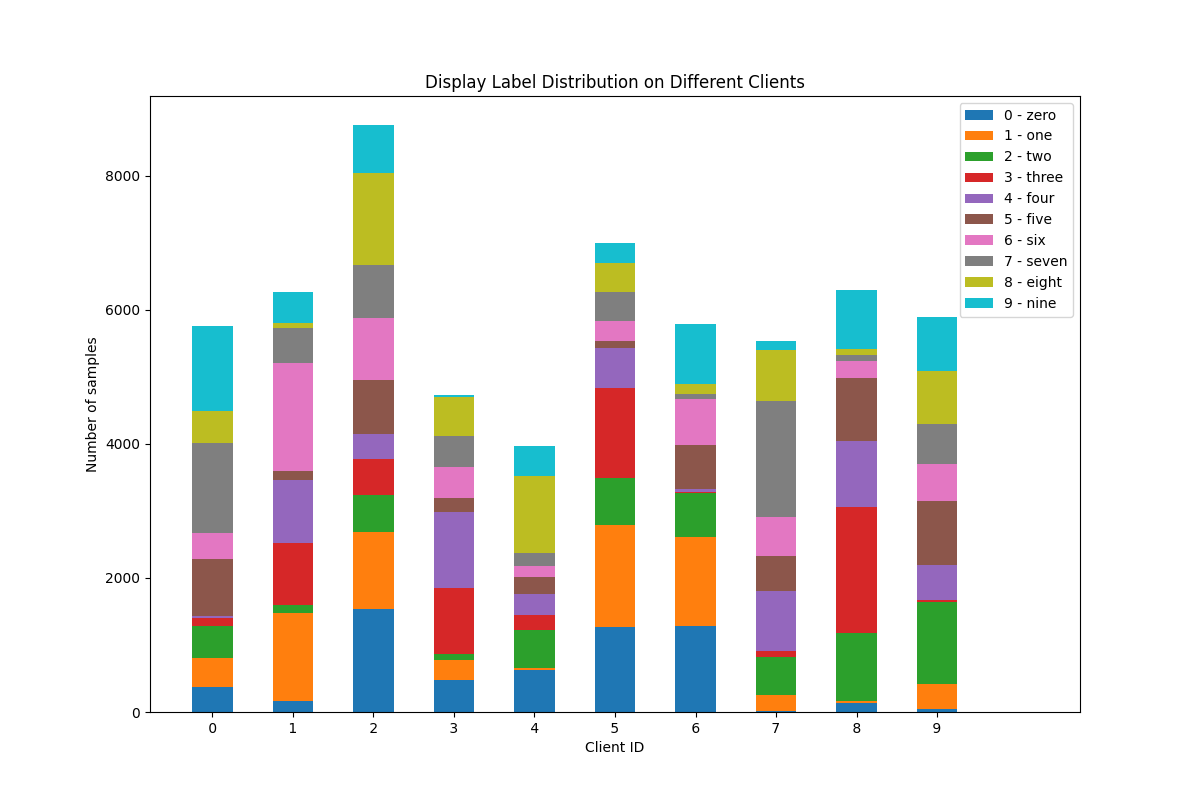 Display Label Distribution on Different Clients
0 - zero
1 - one
2 - two
3 - three
4 - four
5 - five
6 - six
7 - seven
8 - eight
9 - nine
8000
6000
4000
2000
0
Number of samples
0 1 2 3 4 5 6 7 8 9
Client ID